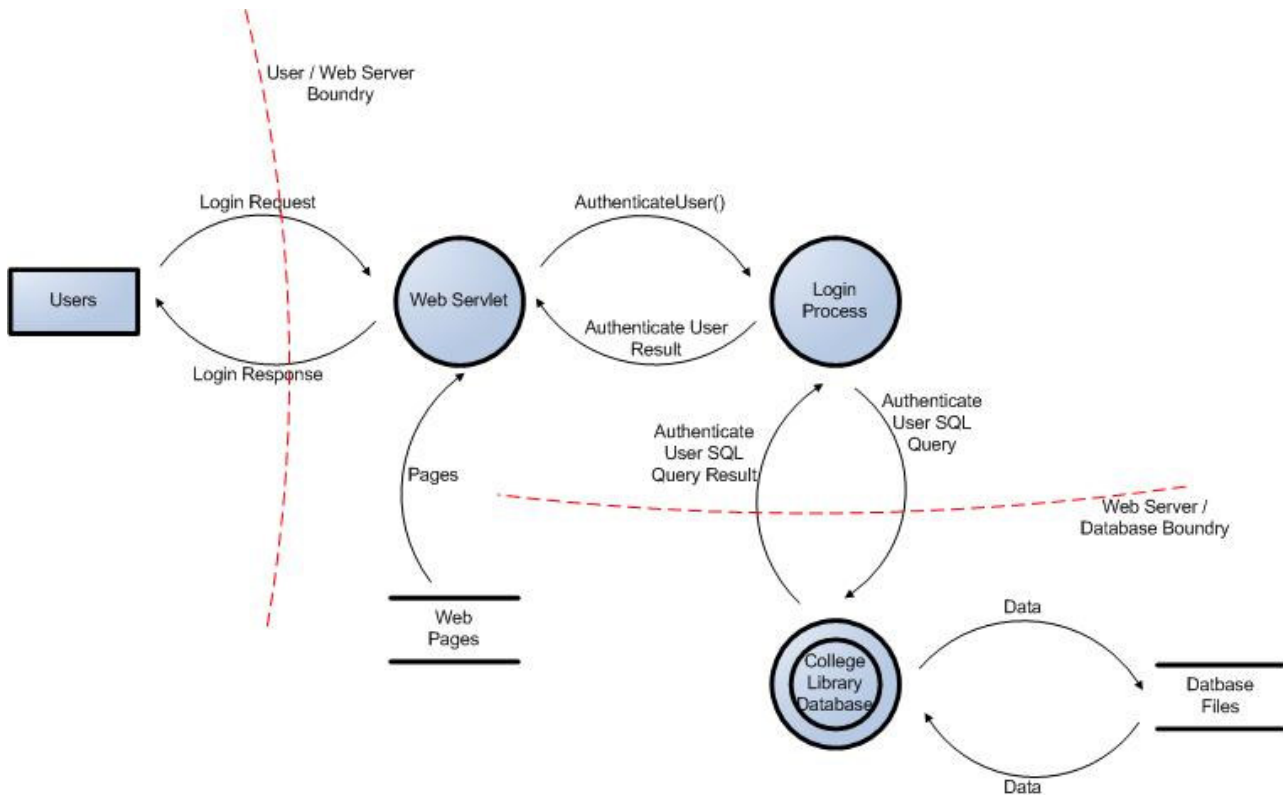 User / Web Server
Boundry
Login Request
AuthenticateUser()
Users
Web Servlet
Login
Process
Authenticate User
Result
Login Response
Authenticate
User SQL
Query
Authenticate
User SQL
Query Result
Pages
Web Server /
Database Boundry
Web
Pages
Data
College
Library
Database
Datbase
Files
Data